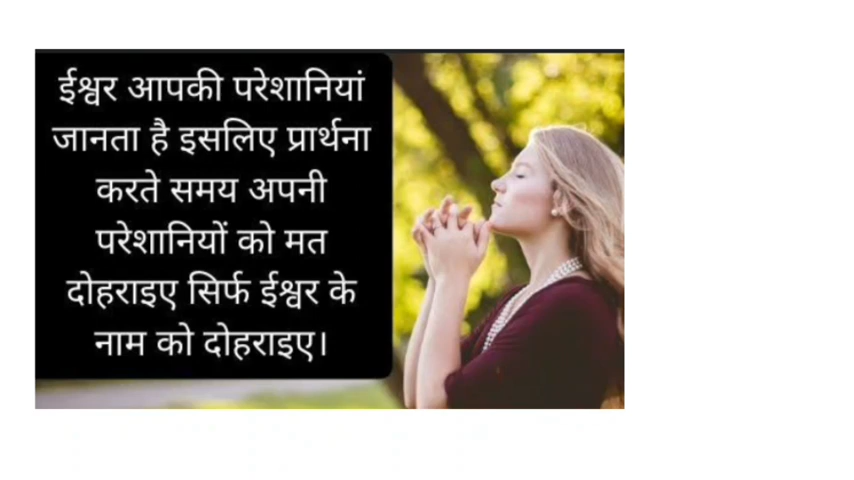 ईश्वर आपकी परेशानियां
जानता है इसलिए प्रार्थना
करते समय अपनी
परेशानियों को मत
दोहराइए सिर्फ ईश्वर के
नाम को दोहराइए।